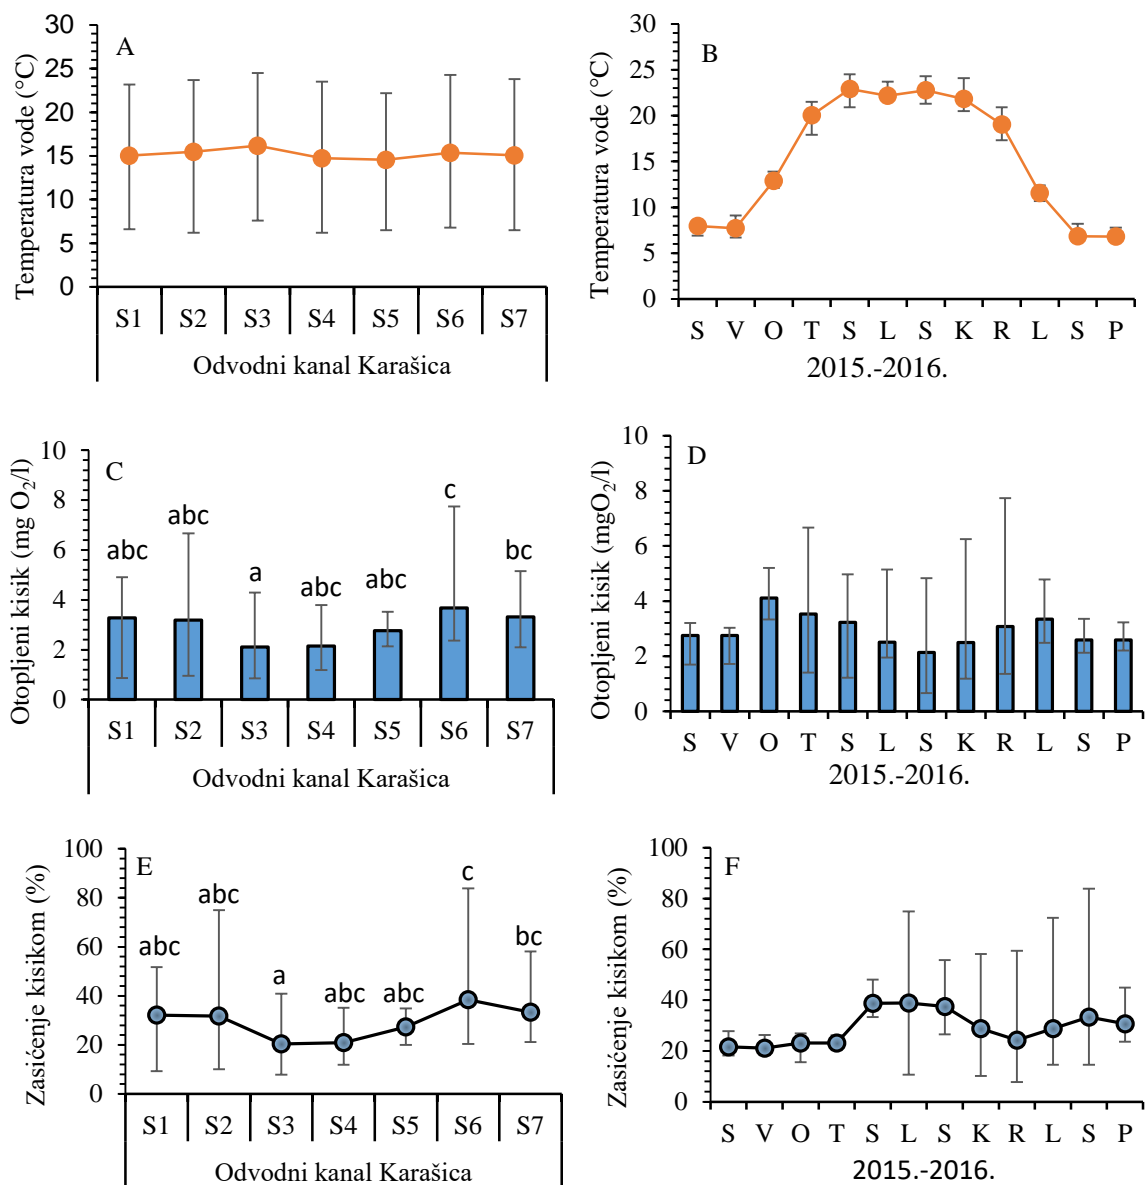 A
Temperatura vode (°C)
30
25
20
15
10
5
0
S1 S2 S3 S4 S5 S6 S7
Odvodni kanal Karašica
B
Temperatura vode (°C)
30
25
20
15
10
5
0
S V O T S L S K R L S P
2015.-2016.
C
Otopljeni kisik (mg O₂/l)
10
8
6
4
2
0
abc abc a abc abc c bc
S1 S2 S3 S4 S5 S6 S7
Odvodni kanal Karašica
D
Otopljeni kisik (mgO₂/l)
10
8
6
4
2
0
S V O T S L S K R L S P
2015.-2016.
E
Zasićenje kisikom (%)
100
80
60
40
20
0
abc abc a abc abc c bc
S1 S2 S3 S4 S5 S6 S7
Odvodni kanal Karašica
F
Zasićenje kisikom (%)
100
80
60
40
20
0
S V O T S L S K R L S P
2015.-2016.